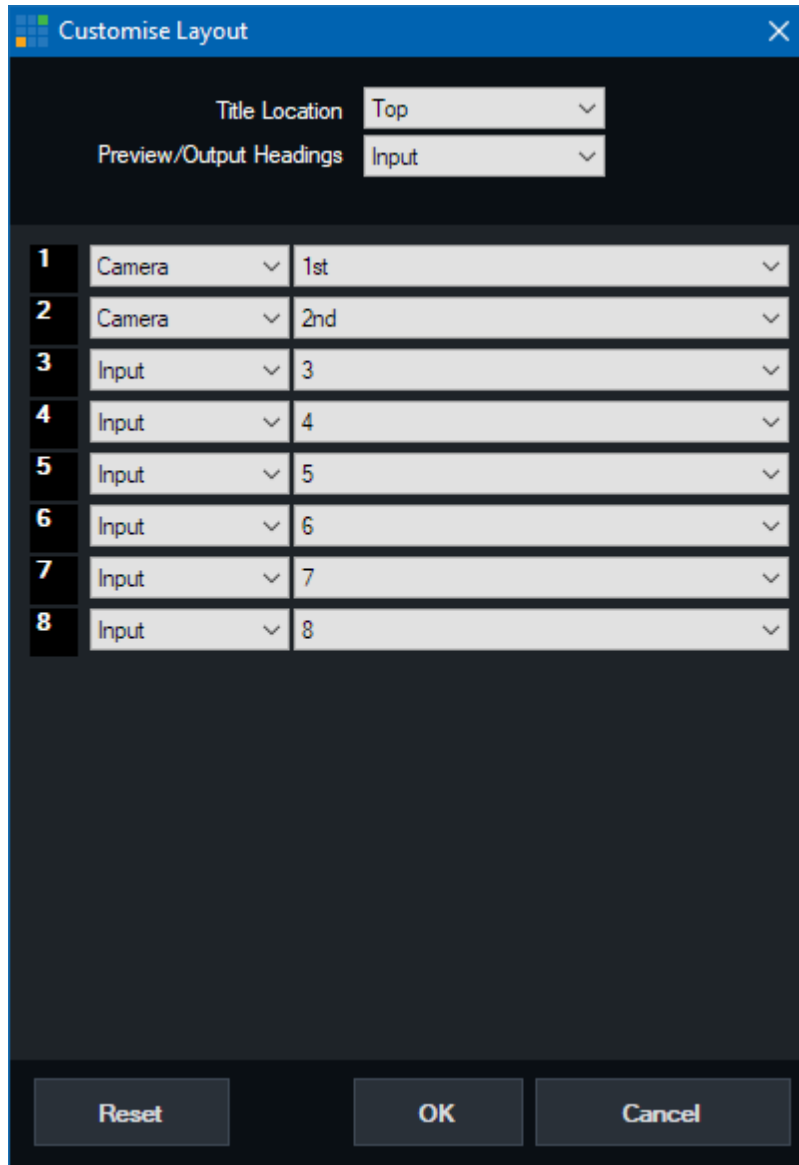 Customise Layout
Title Location Top
Preview/Output Headings Input
1 Camera 1st
2 Camera 2nd
3 Input 3
4 Input 4
5 Input 5
6 Input 6
7 Input 7
8 Input 8
Reset OK Cancel